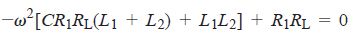 -ω²[CR₁R_L(L₁ + L₂) + L₁L₂] + R₁R_L = 0